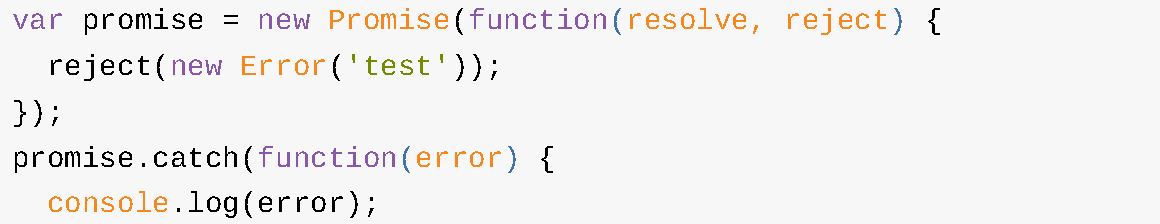 var promise = new Promise(function(resolve, reject) {
  reject(new Error('test'));
});
promise.catch(function(error) {
  console.log(error);